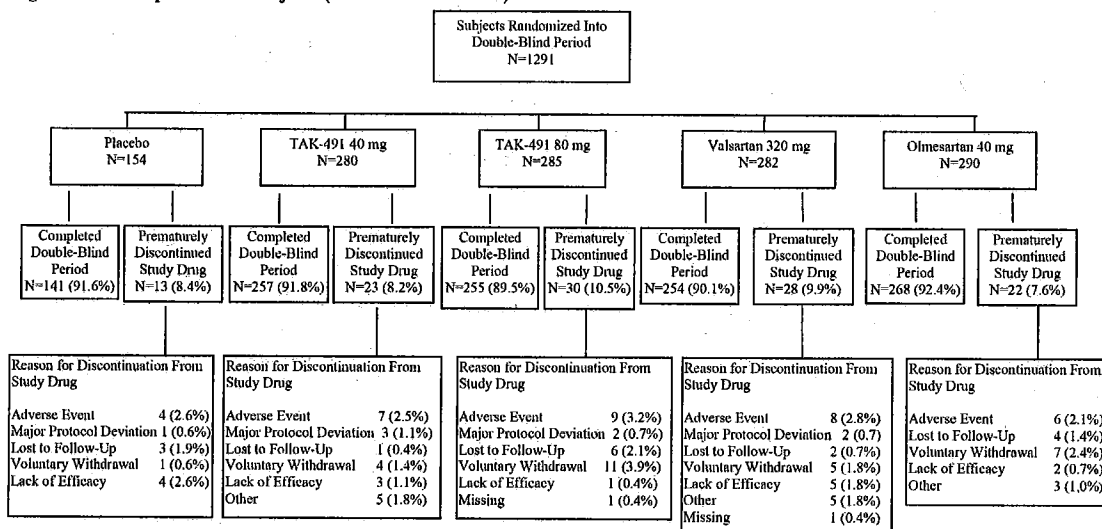 Subjects Randomized Into
Double-Blind Period
N=1291
Placebo
N=154
TAK-491 40 mg
N=280
TAK-491 80 mg
N=285
Valsartan 320 mg
N=282
Olmesartan 40 mg
N=290
Completed
Double-Blind
Period
N=141 (91.6%)
Prematurely
Discontinued
Study Drug
N=13 (8.4%)
Completed
Double-Blind
Period
N=257 (91.8%)
Prematurely
Discontinued
Study Drug
N=23 (8.2%)
Completed
Double-Blind
Period
N=255 (89.5%)
Prematurely
Discontinued
Study Drug
N=30 (10.5%)
Completed
Double-Blind
Period
N=254 (90.1%)
Prematurely
Discontinued
Study Drug
N=28 (9.9%)
Completed
Double-Blind
Period
N=268 (92.4%)
Prematurely
Discontinued
Study Drug
N=22 (7.6%)
Reason for Discontinuation From
Study Drug
Adverse Event 4 (2.6%)
Major Protocol Deviation 1 (0.6%)
Lost to Follow-Up 3 (1.9%)
Voluntary Withdrawal 1 (0.6%)
Lack of Efficacy 4 (2.6%)
Reason for Discontinuation From
Study Drug
Adverse Event 7 (2.5%)
Major Protocol Deviation 3 (1.1%)
Lost to Follow-Up 1 (0.4%)
Voluntary Withdrawal 4 (1.4%)
Lack of Efficacy 3 (1.1%)
Other 5 (1.8%)
Reason for Discontinuation From
Study Drug
Adverse Event 9 (3.2%)
Major Protocol Deviation 2 (0.7%)
Lost to Follow-Up 6 (2.1%)
Voluntary Withdrawal 11 (3.9%)
Lack of Efficacy 1 (0.4%)
Missing 1 (0.4%)
Reason for Discontinuation From
Study Drug
Adverse Event 8 (2.8%)
Major Protocol Deviation 2 (0.7)
Lost to Follow-Up 2 (0.7%)
Voluntary Withdrawal 5 (1.8%)
Lack of Efficacy 5 (1.8%)
Other 5 (1.8%)
Missing 1 (0.4%)
Reason for Discontinuation From
Study Drug
Adverse Event 6 (2.1%)
Lost to Follow-Up 4 (1.4%)
Voluntary Withdrawal 7 (2.4%)
Lack of Efficacy 2 (0.7%)
Other 3 (1.0%)